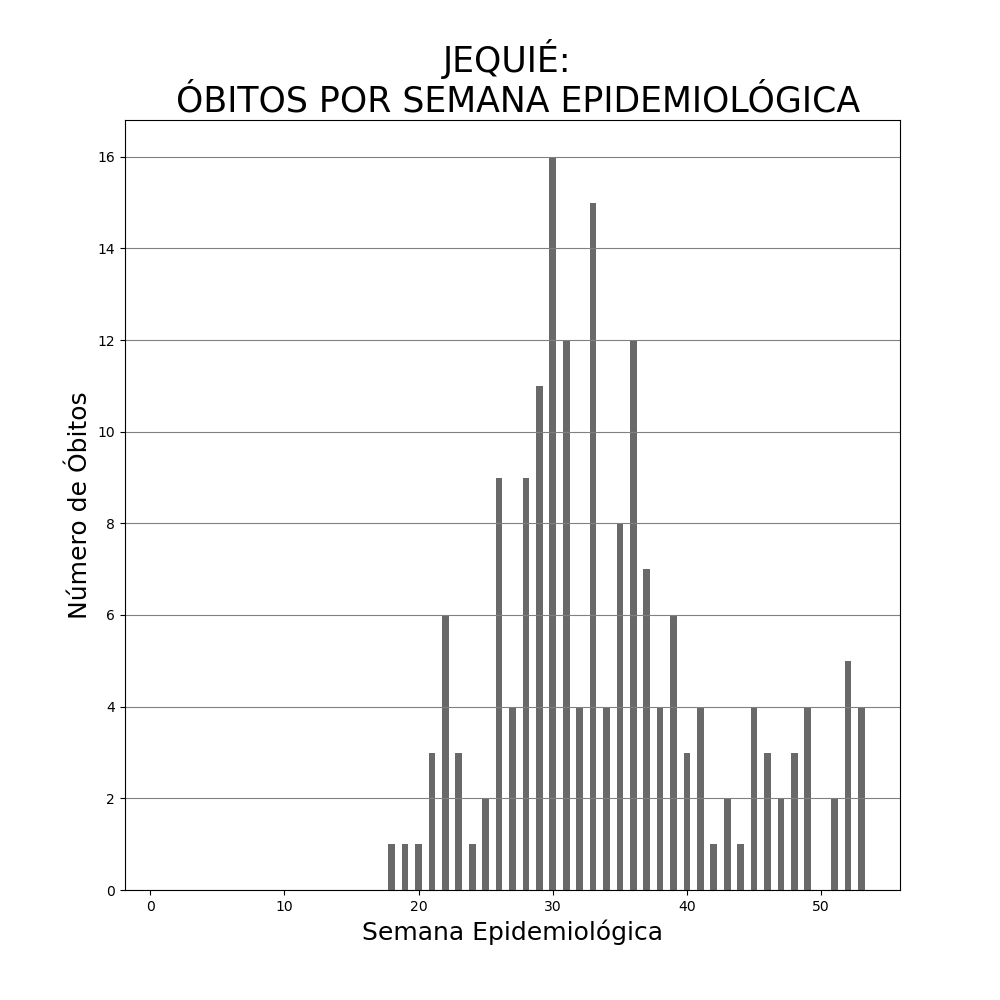 JEQUIÉ:
ÓBITOS POR SEMANA EPIDEMIOLÓGICA
16
14
12
10
8
6
4
2
0
Número de Óbitos
0 10 20 30 40 50
Semana Epidemiológica